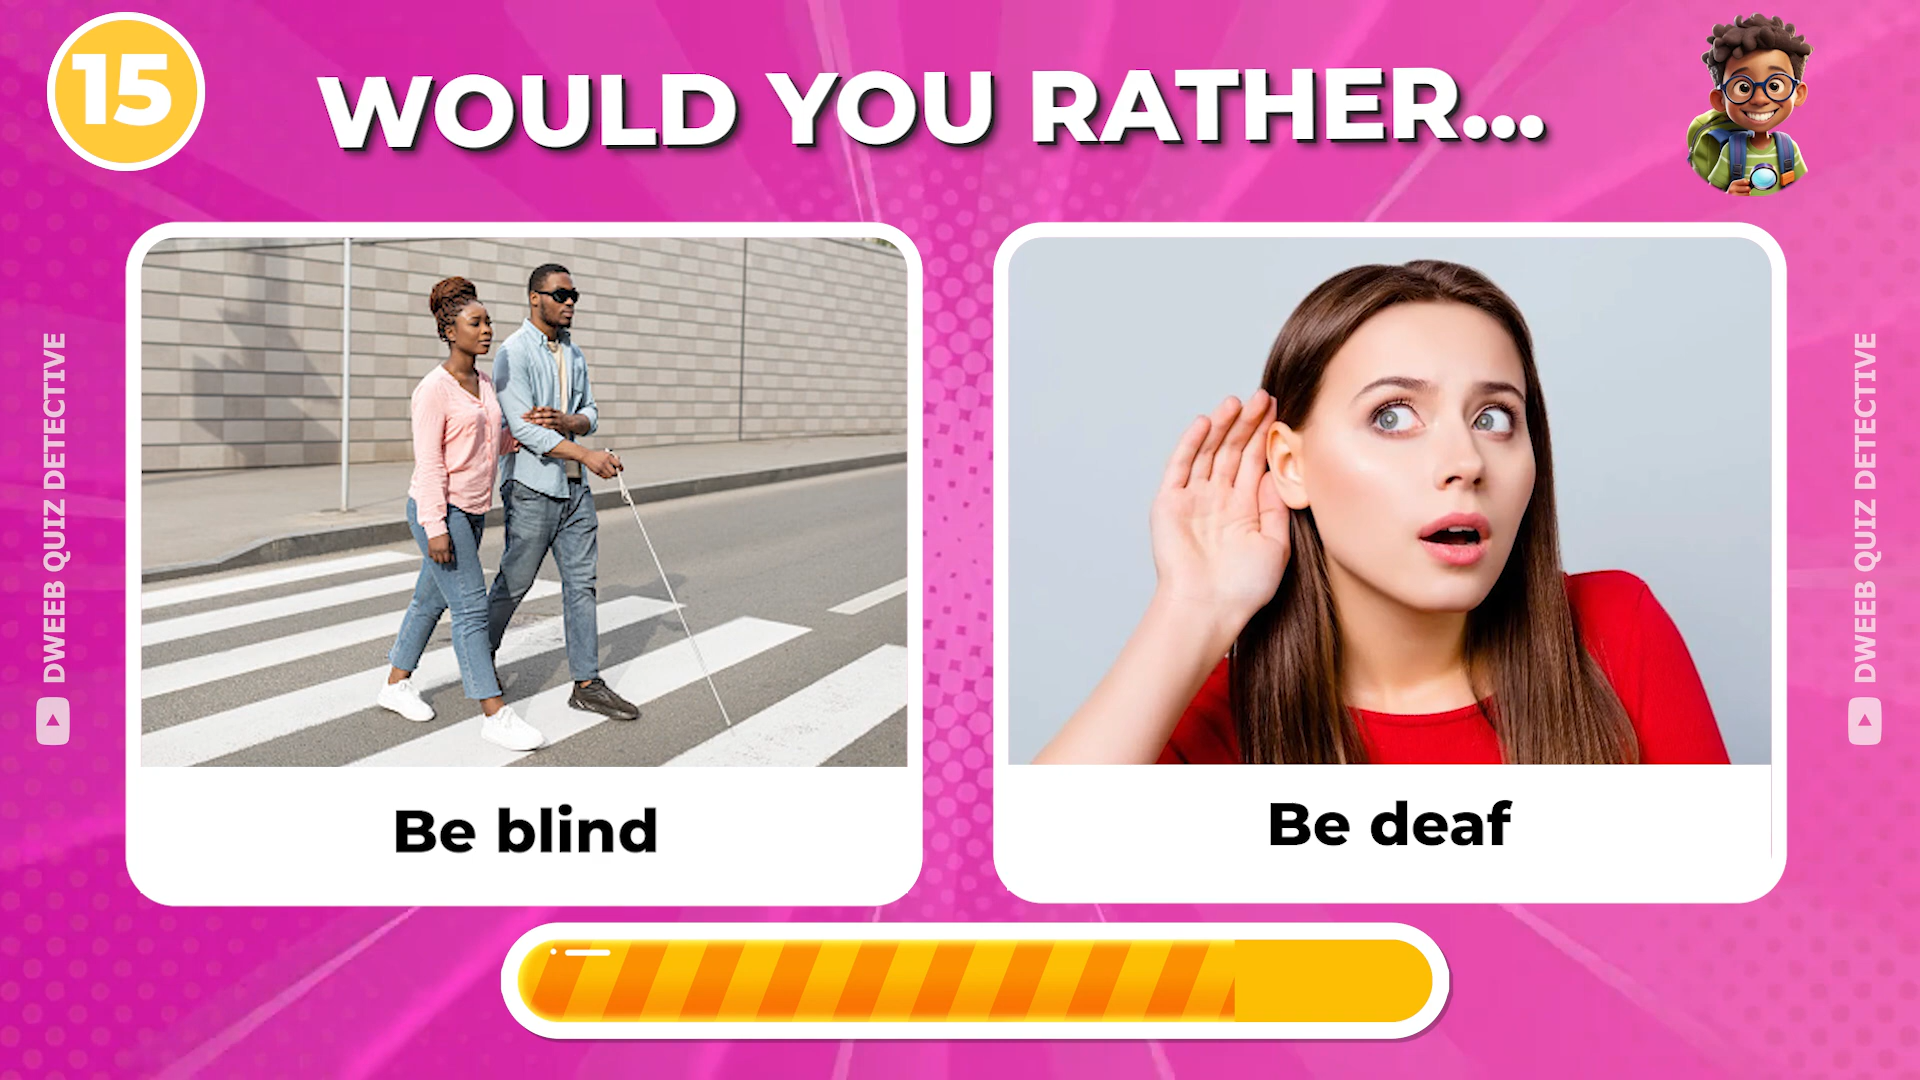 15
WOULD YOU RATHER...
DWEEB QUIZ DETECTIVE
Be blind
Be deaf
DWEEB QUIZ DETECTIVE